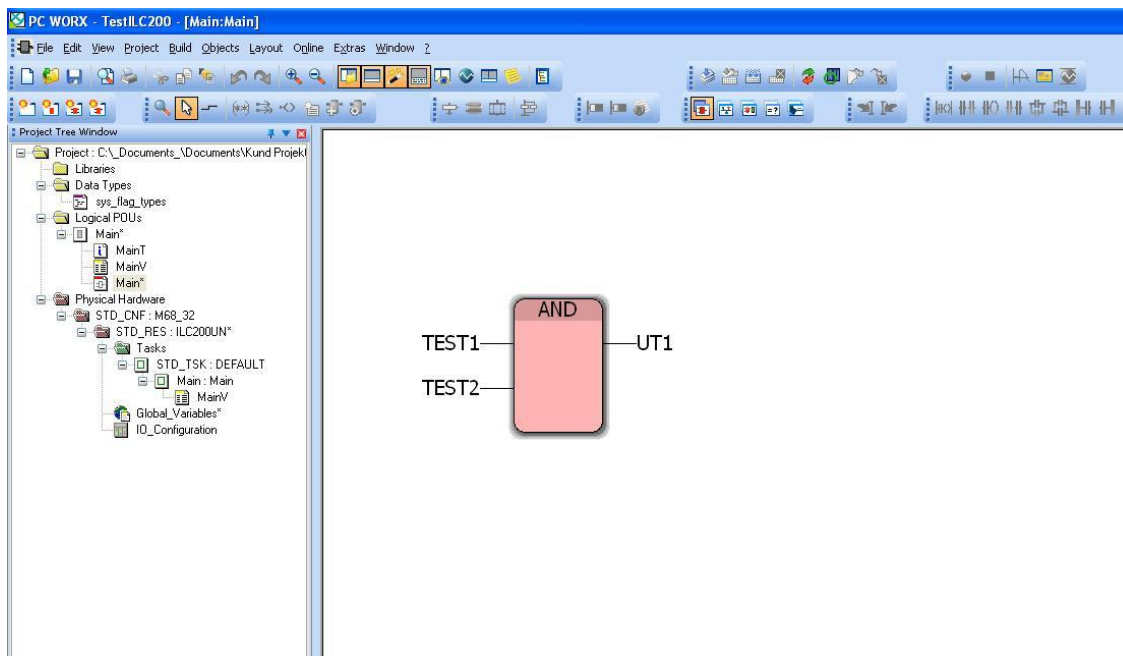 PC WORX - TestILC200 - [Main:Main]
File Edit View Project Build Objects Layout Online Extras Window ?
Project Tree Window
Project : C:\_Documents_\Documents\Kund Projekt
Libraries
Data Types
sys_flag_types
Logical POUs
Main*
MainT
MainV
Main*
Physical Hardware
STD_CNF : M68_32
STD_RES : ILC200UN*
Tasks
STD_TSK : DEFAULT
Main : Main
MainV
Global_Variables*
IO_Configuration
AND
TEST1
UT1
TEST2